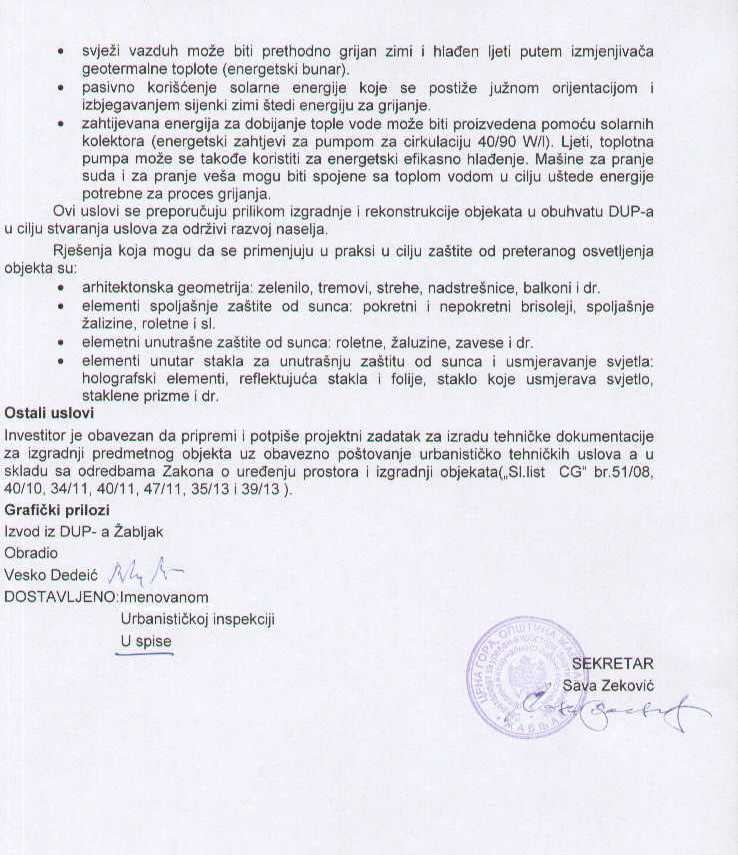 • svježi vazduh može biti prethodno grijan zimi i hlađen ljeti putem izmjenjivača
geotermalne toplote (energetski bunar).
• pasivno korišćenje solarne energije koje se postiže južnom orijentacijom i
izbjegavanjem sijenki zimi štedi energiju za grijanje.
• zahtijevana energija za dobijanje tople vode može biti proizvedena pomoću solarnih
kolektora (energetski zahtjevi za pumpom za cirkulaciju 40/90 W/l). Ljeti, toplotna
pumpa može se takođe koristiti za energetski efikasno hlađenje. Mašine za pranje
suda i za pranje veša mogu biti spojene sa toplom vodom u cilju uštede energije
potrebne za proces grijanja.
Ovi uslovi se preporučuju prilikom izgradnje i rekonstrukcije objekata u obuhvatu DUP-a
u cilju stvaranja uslova za održivi razvoj naselja.
Rješenja koja mogu da se primenjuju u praksi u cilju zaštite od preteranog osvetljenja
objekta su:
• arhitektonska geometrija: zelenilo, tremovi, strehe, nadstrešnice, balkoni i dr.
• elementi spoljašnje zaštite od sunca: pokretni i nepokretni brisoleji, spoljašnje
žalizine, roletne i sl.
• elemetni unutrašne zaštite od sunca: roletne, žaluzine, zavese i dr.
• elementi unutar stakla za unutrašnju zaštitu od sunca i usmjeravanje svjetla:
holografski elementi, reflektujuća stakla i folije, staklo koje usmjerava svjetlo,
staklene prizme i dr.
Ostali uslovi
Investitor je obavezan da pripremi i potpiše projektni zadatak za izradu tehničke dokumentacije
za izgradnji predmetnog objekta uz obavezno poštovanje urbanističko tehničkih uslova a u
skladu sa odredbama Zakona o uređenju prostora i izgradnji objekata(„Sl.list CG“ br.51/08,
40/10, 34/11, 40/11, 47/11, 35/13 i 39/13 ).
Grafički prilozi
Izvod iz DUP- a Žabljak
Obradio
Vesko Dedeić
DOSTAVLJENO:Imenovanom
Urbanističkoj inspekciji
U spise
SEKRETAR
Sava Zeković